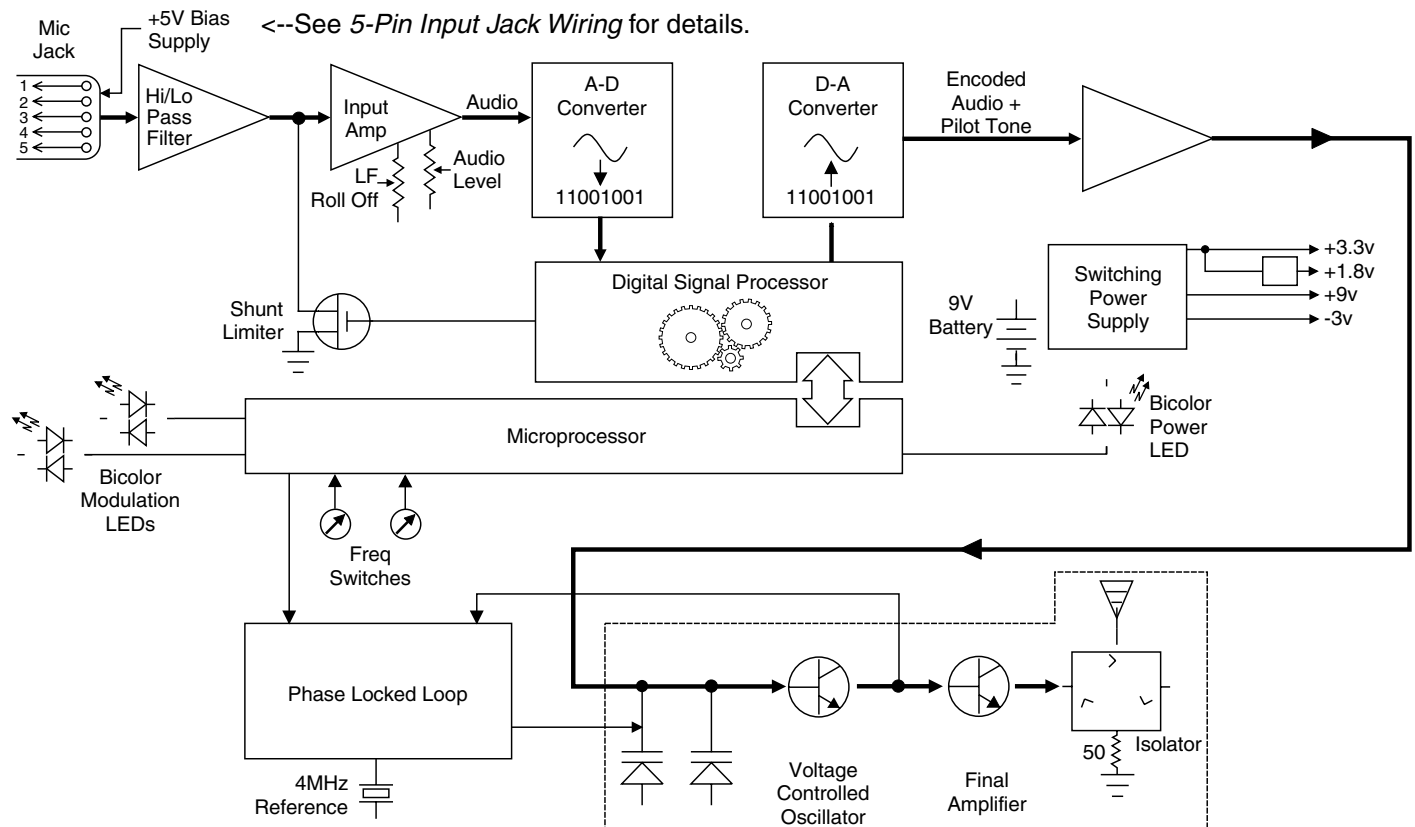 <--See 5-Pin Input Jack Wiring for details.
Mic
Jack
+5V Bias
Supply
1
2
3
4
5
Hi/Lo
Pass
Filter
Input
Amp
LF
Roll Off
Audio
Level
Audio
A-D
Converter
11001001
D-A
Converter
11001001
Encoded
Audio +
Pilot Tone
Digital Signal Processor
Shunt
Limiter
9V
Battery
Switching
Power
Supply
+3.3v
+1.8v
+9v
-3v
Bicolor
Modulation
LEDs
Microprocessor
Bicolor
Power
LED
Freq
Switches
Phase Locked Loop
4MHz
Reference
Voltage
Controlled
Oscillator
Final
Amplifier
50
Isolator